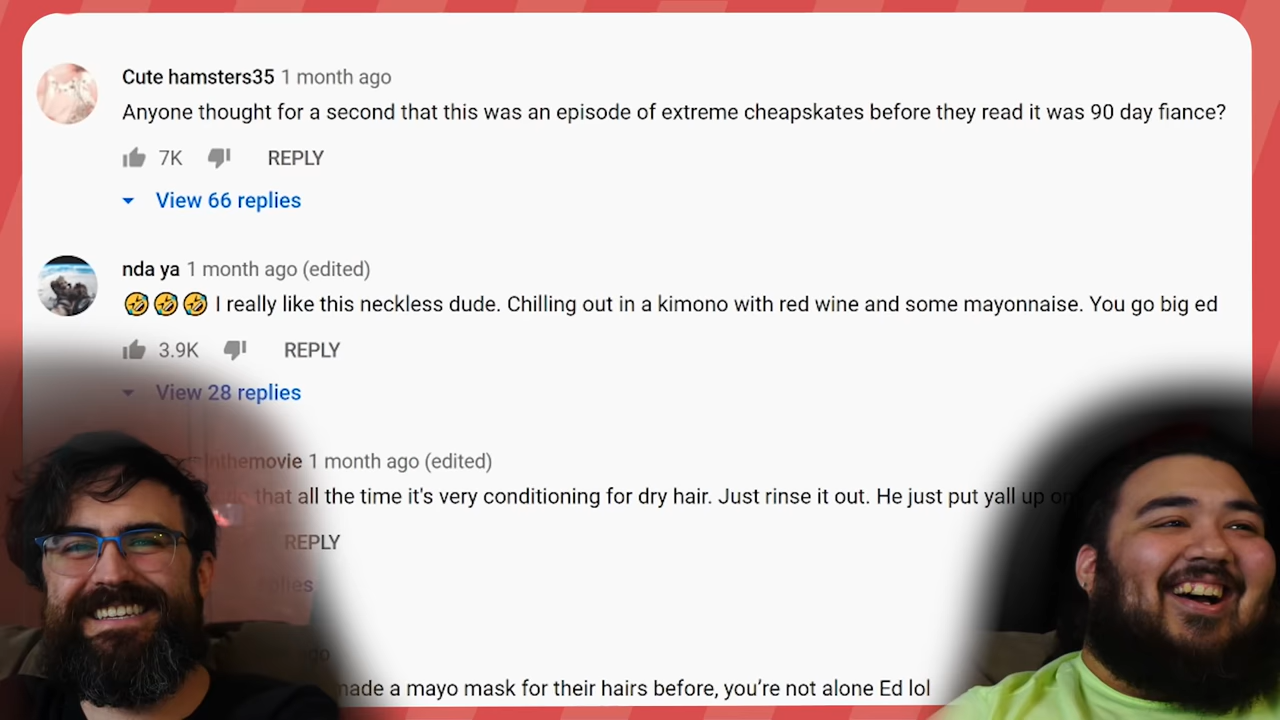 Cute hamsters35 1 month ago
Anyone thought for a second that this was an episode of extreme cheapskates before they read it was 90 day fiance?
7K REPLY
View 66 replies
nda ya 1 month ago (edited)
🤣🤣🤣 I really like this neckless dude. Chilling out in a kimono with red wine and some mayonnaise. You go big ed
3.9K REPLY
View 28 replies
inthemovie 1 month ago (edited)
that all the time it's very conditioning for dry hair. Just rinse it out. He just put yall up on
REPLY
made a mayo mask for their hairs before, you’re not alone Ed lol